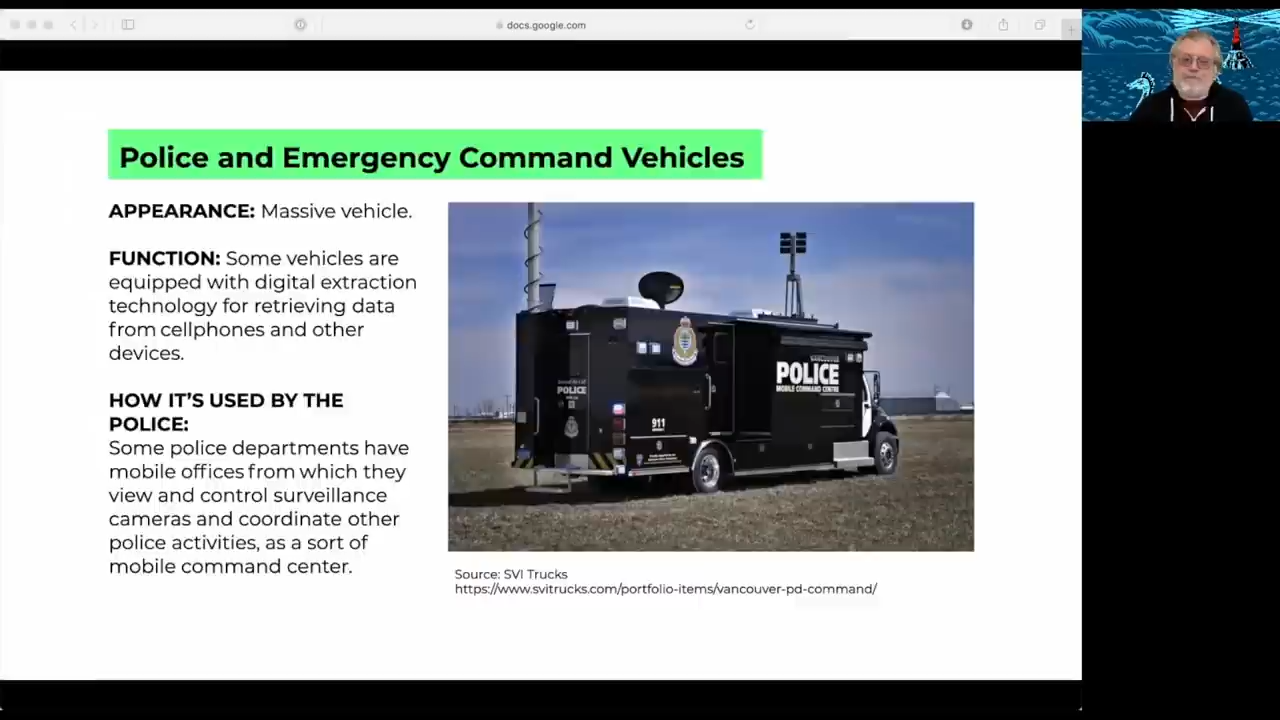 docs.google.com
Police and Emergency Command Vehicles
APPEARANCE: Massive vehicle.
FUNCTION: Some vehicles are
equipped with digital extraction
technology for retrieving data
from cellphones and other
devices.
HOW IT’S USED BY THE
POLICE:
Some police departments have
mobile offices from which they
view and control surveillance
cameras and coordinate other
police activities, as a sort of
mobile command center.
POLICE
911
VANCOUVER
POLICE
MOBILE COMMAND CENTRE
Source: SVI Trucks
https://www.svitrucks.com/portfolio-items/vancouver-pd-command/